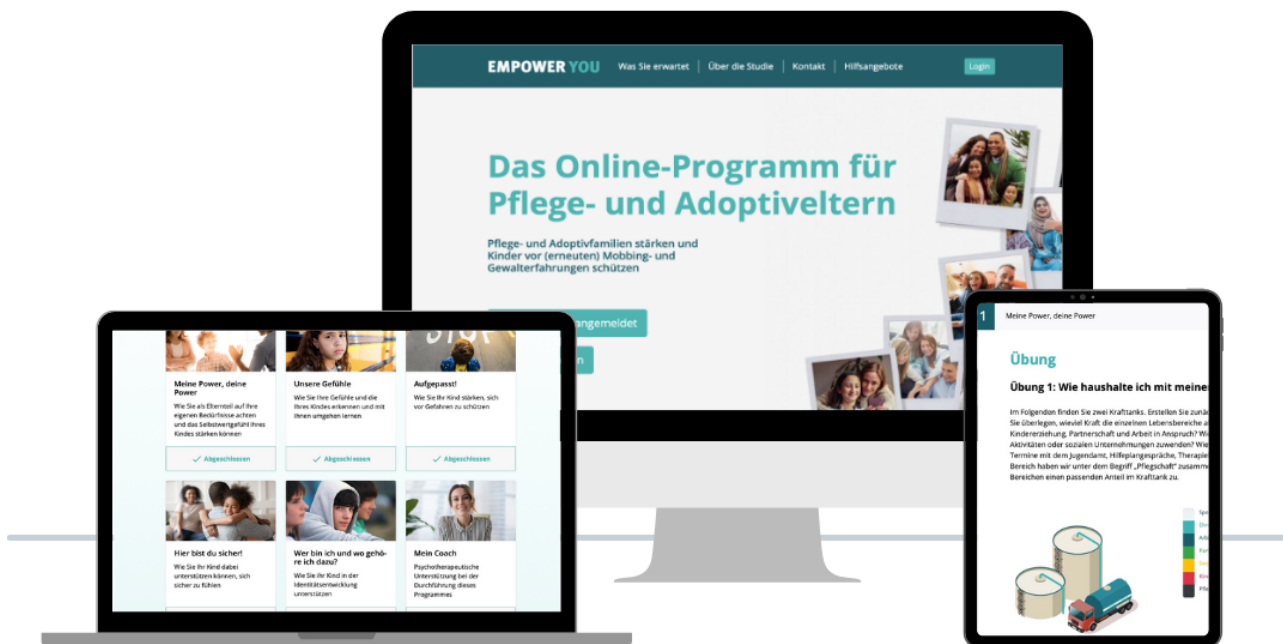 EMPOWER YOU
Was Sie erwartet
Über die Studie
Kontakt
Hilfsangebote
Login
Das Online-Programm für
Pflege- und Adoptiveltern
Pflege- und Adoptivfamilien stärken und
Kinder vor (erneuten) Mobbing- und
Gewalterfahrungen schützen
angemeldet
STOP
Meine Power, deine
Power
Wie Sie als Elternteil auf Ihre
eigenen Bedürfnisse achten
und das Selbstwertgefühl Ihres
Kindes stärken können
Abgeschlossen
Unsere Gefühle
Wie Sie Ihre Gefühle und die
Ihres Kindes erkennen und mit
ihnen umgehen lernen
Abgeschlossen
Aufgepasst!
Wie Sie Ihr Kind stärken, sich
vor Gefahren zu schützen
Abgeschlossen
Hier bist du sicher!
Wie Sie Ihr Kind dabei
unterstützen können, sich
sicher zu fühlen
Wer bin ich und wo gehö-
re ich dazu?
Wie Sie Ihr Kind in der
Identitätsentwicklung
unterstützen
Mein Coach
Psychotherapeutische
Unterstützung bei der
Durchführung dieses
Programmes
1 Meine Power, deine Power
Übung
Übung 1: Wie haushalte ich mit meine
Im Folgenden finden Sie zwei Krafttanks. Erstellen Sie
Sie überlegen, wieviel Kraft die einzelnen Lebensbereiche
Kindererziehung, Partnerschaft und Arbeit in Anspruch?
Aktivitäten oder sozialen Unternehmungen zuwenden?
Termine mit dem Jugendamt, Hilfeplangespräche,
Bereich haben wir unter dem Begriff „Pflegschaft“
Bereichen einen passenden Anteil im Krafttank zu.